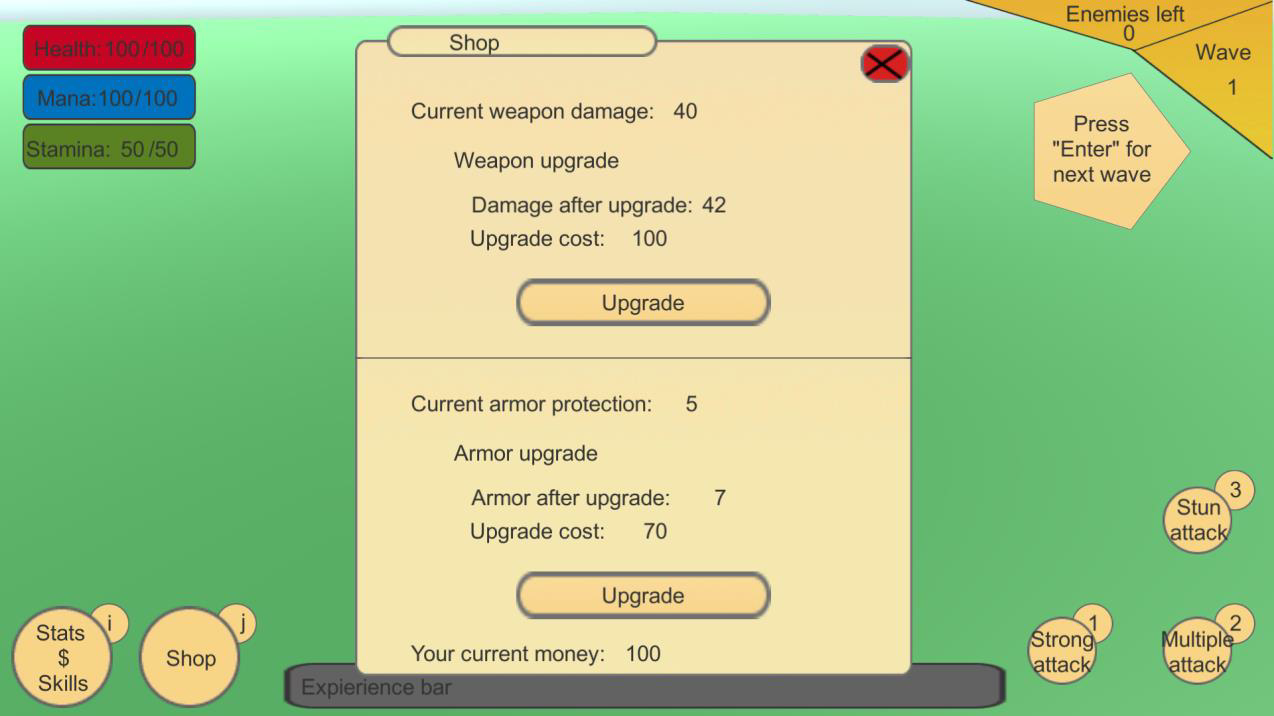 Health: 100/100
Mana:100/100
Stamina: 50 /50
Shop
Current weapon damage: 40
Weapon upgrade
Damage after upgrade: 42
Upgrade cost: 100
Upgrade
Current armor protection: 5
Armor upgrade
Armor after upgrade: 7
Upgrade cost: 70
Upgrade
Your current money: 100
Enemies left
0
Wave
1
Press
"Enter" for
next wave
3
Stun
attack
1
Strong
attack
2
Multiple
attack
i
Stats
$
Skills
j
Shop
Expierience bar